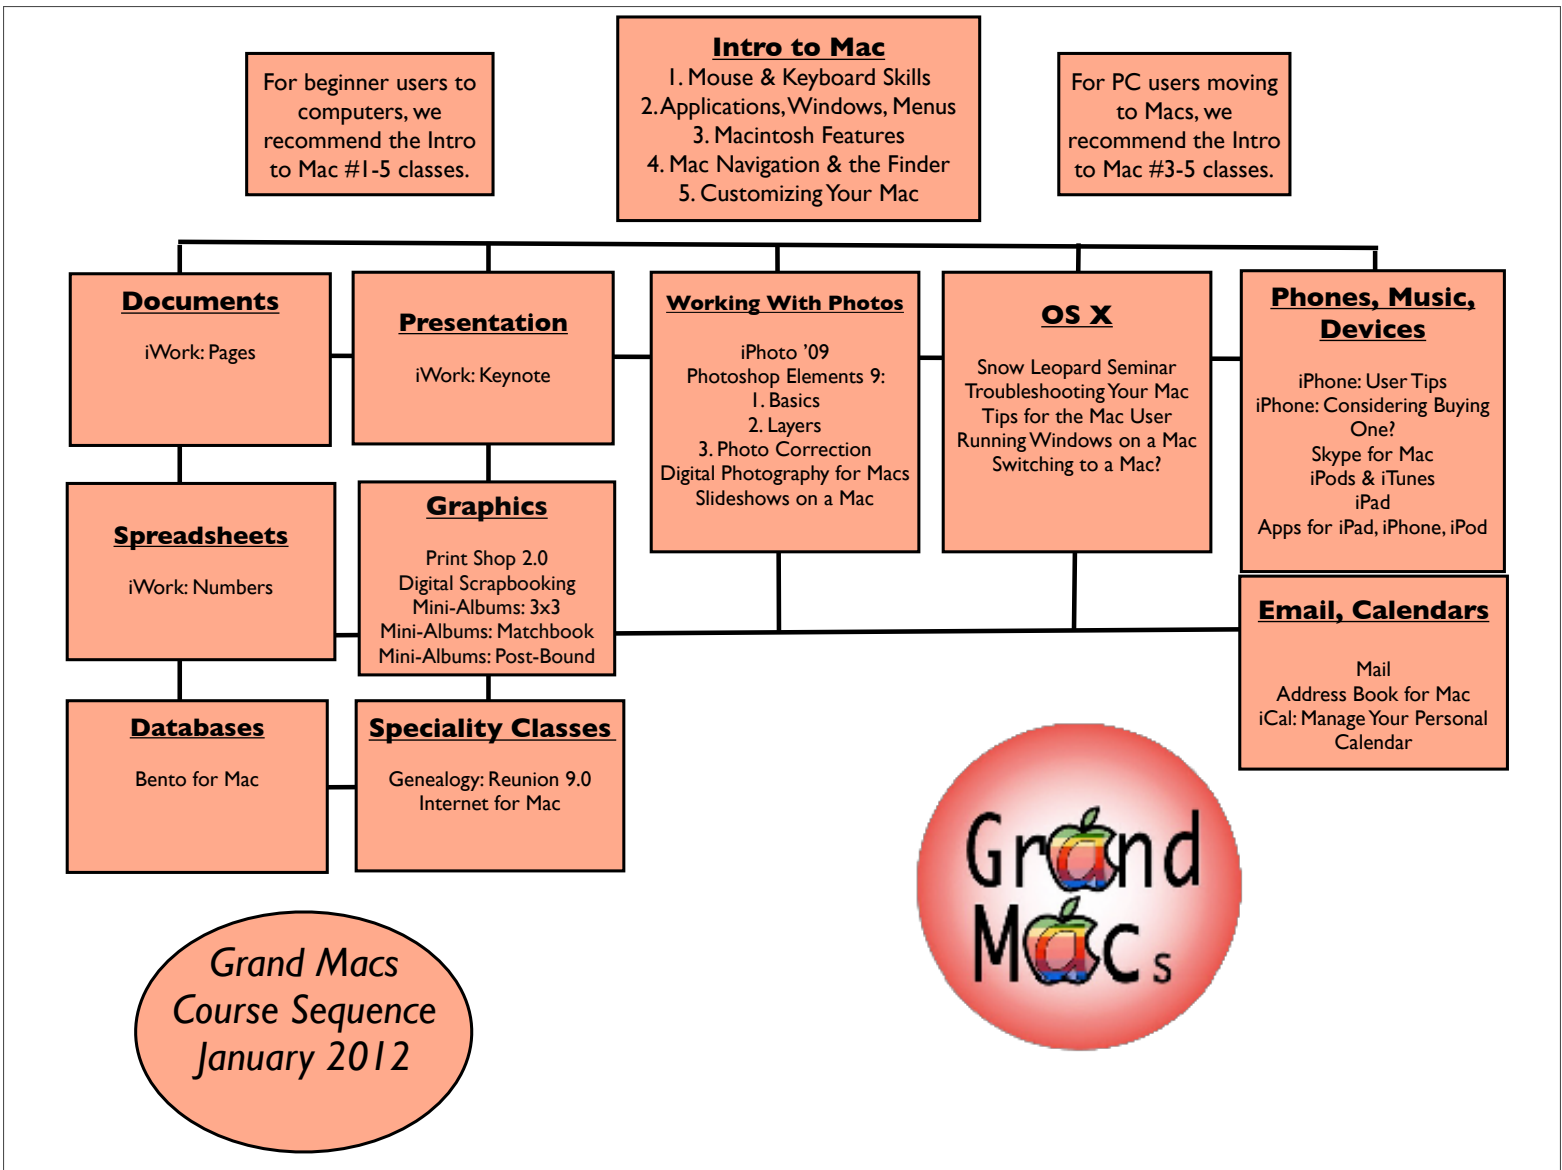 For beginner users to
computers, we
recommend the Intro
to Mac #1-5 classes.
Intro to Mac
1. Mouse & Keyboard Skills
2. Applications, Windows, Menus
3. Macintosh Features
4. Mac Navigation & the Finder
5. Customizing Your Mac
For PC users moving
to Macs, we
recommend the Intro
to Mac #3-5 classes.
Documents
iWork: Pages
Presentation
iWork: Keynote
Working With Photos
iPhoto ’09
Photoshop Elements 9:
1. Basics
2. Layers
3. Photo Correction
Digital Photography for Macs
Slideshows on a Mac
OS X
Snow Leopard Seminar
Troubleshooting Your Mac
Tips for the Mac User
Running Windows on a Mac
Switching to a Mac?
Phones, Music,
Devices
iPhone: User Tips
iPhone: Considering Buying
One?
Skype for Mac
iPods & iTunes
iPad
Apps for iPad, iPhone, iPod
Spreadsheets
iWork: Numbers
Graphics
Print Shop 2.0
Digital Scrapbooking
Mini-Albums: 3x3
Mini-Albums: Matchbook
Mini-Albums: Post-Bound
Email, Calendars
Mail
Address Book for Mac
iCal: Manage Your Personal
Calendar
Databases
Bento for Mac
Speciality Classes
Genealogy: Reunion 9.0
Internet for Mac
Grand
Macs
Grand Macs
Course Sequence
January 2012